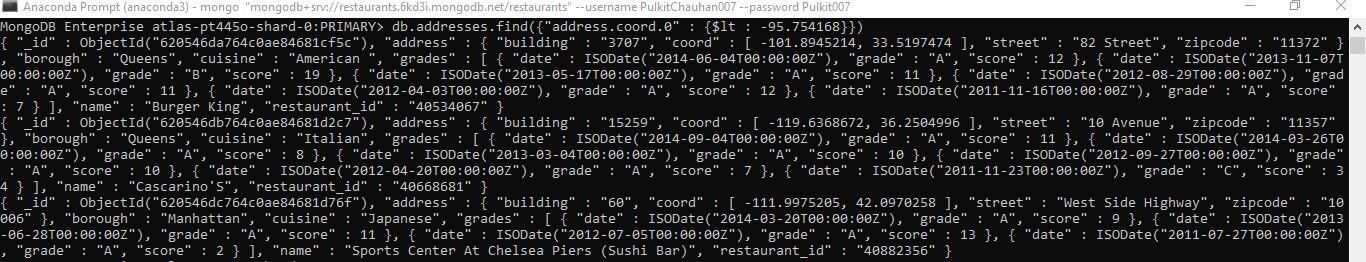 Anaconda Prompt (anaconda3) - mongo "mongodb+srv://restaurants.6kd3i.mongodb.net/restaurants" --username PulkitChauhan007 --password Pulkit007
MongoDB Enterprise atlas-pt445o-shard-0:PRIMARY> db.addresses.find({"address.coord.0" : {$lt : -95.754168}})
{ "_id" : ObjectId("620546da764c0ae84681cf5c"), "address" : { "building" : "3707", "coord" : [ -101.8945214, 33.5197474 ], "street" : "82 Street", "zipcode" : "11372" }
, "borough" : "Queens", "cuisine" : "American ", "grades" : [ { "date" : ISODate("2014-06-04T00:00:00Z"), "grade" : "A", "score" : 12 }, { "date" : ISODate("2013-11-07T
00:00:00Z"), "grade" : "B", "score" : 19 }, { "date" : ISODate("2013-05-17T00:00:00Z"), "grade" : "A", "score" : 11 }, { "date" : ISODate("2012-08-29T00:00:00Z"), "grad
e" : "A", "score" : 11 }, { "date" : ISODate("2012-04-03T00:00:00Z"), "grade" : "A", "score" : 12 }, { "date" : ISODate("2011-11-16T00:00:00Z"), "grade" : "A", "score"
: 7 } ], "name" : "Burger King", "restaurant_id" : "40534067" }
{ "_id" : ObjectId("620546db764c0ae84681d2c7"), "address" : { "building" : "15259", "coord" : [ -119.6368672, 36.2504996 ], "street" : "10 Avenue", "zipcode" : "11357"
}, "borough" : "Queens", "cuisine" : "Italian", "grades" : [ { "date" : ISODate("2014-09-04T00:00:00Z"), "grade" : "A", "score" : 11 }, { "date" : ISODate("2014-03-26T0
0:00:00Z"), "grade" : "A", "score" : 8 }, { "date" : ISODate("2013-03-04T00:00:00Z"), "grade" : "A", "score" : 10 }, { "date" : ISODate("2012-09-27T00:00:00Z"), "grade"
: "A", "score" : 10 }, { "date" : ISODate("2012-04-20T00:00:00Z"), "grade" : "A", "score" : 7 }, { "date" : ISODate("2011-11-23T00:00:00Z"), "grade" : "C", "score" : 3
4 } ], "name" : "Cascarino'S", "restaurant_id" : "40668681" }
{ "_id" : ObjectId("620546dc764c0ae84681d76f"), "address" : { "building" : "60", "coord" : [ -111.9975205, 42.0970258 ], "street" : "West Side Highway", "zipcode" : "10
006" }, "borough" : "Manhattan", "cuisine" : "Japanese", "grades" : [ { "date" : ISODate("2014-03-20T00:00:00Z"), "grade" : "A", "score" : 9 }, { "date" : ISODate("2013
-06-28T00:00:00Z"), "grade" : "A", "score" : 11 }, { "date" : ISODate("2012-07-05T00:00:00Z"), "grade" : "A", "score" : 13 }, { "date" : ISODate("2011-07-27T00:00:00Z")
, "grade" : "A", "score" : 2 } ], "name" : "Sports Center At Chelsea Piers (Sushi Bar)", "restaurant_id" : "40882356" }